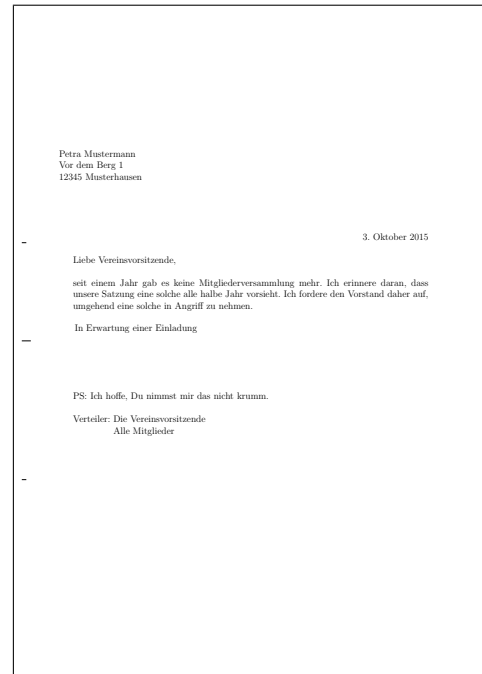 Petra Mustermann
Vor dem Berg 1
12345 Musterhausen
3. Oktober 2015
Liebe Vereinsvorsitzende,
seit einem Jahr gab es keine Mitgliederversammlung mehr. Ich erinnere daran, dass
unsere Satzung eine solche alle halbe Jahr vorsieht. Ich fordere den Vorstand daher auf,
umgehend eine solche in Angriff zu nehmen.
In Erwartung einer Einladung
PS: Ich hoffe, Du nimmst mir das nicht krumm.
Verteiler: Die Vereinsvorsitzende
Alle Mitglieder